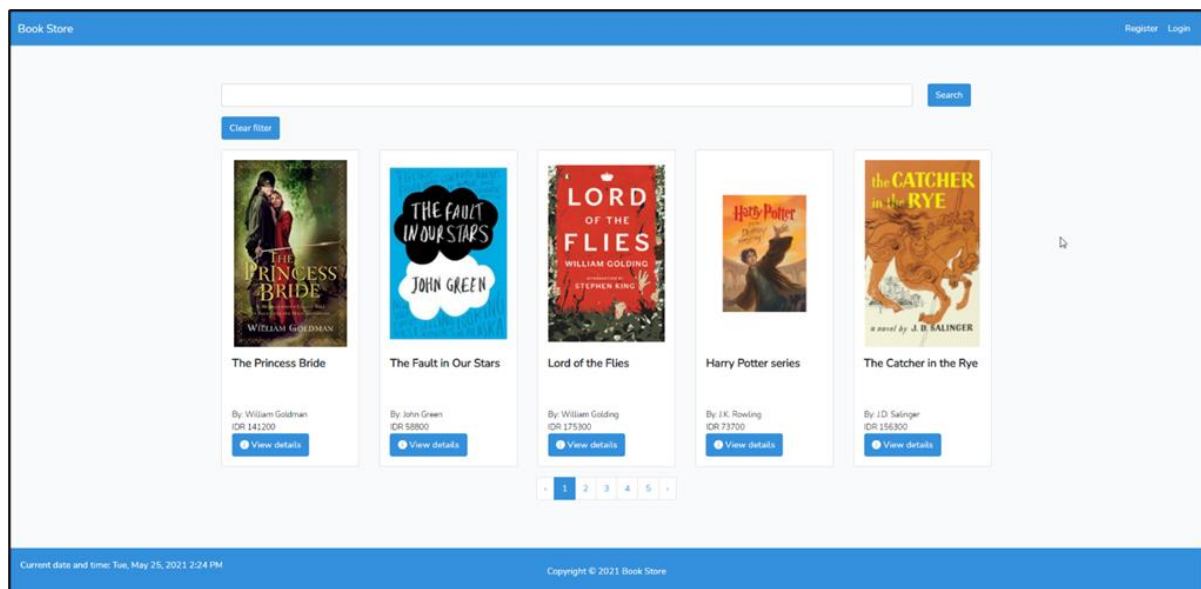 Book Store
Register Login
Search
Clear filter
THE
PRINCESS
BRIDE
WILLIAM GOLDMAN
THE FAULT
IN OUR STARS
JOHN GREEN
LORD
OF THE
FLIES
WILLIAM GOLDING
INTRODUCTION BY
STEPHEN KING
Harry Potter
the CATCHER
in the RYE
a novel by J. D. SALINGER
The Princess Bride
The Fault in Our Stars
Lord of the Flies
Harry Potter series
The Catcher in the Rye
By: William Goldman
IDR 141200
View details
By: John Green
IDR 58800
View details
By: William Golding
IDR 175300
View details
By: J.K. Rowling
IDR 73700
View details
By: J.D. Salinger
IDR 156300
View details
‹ 1 2 3 4 5 ›
Current date and time: Tue, May 25, 2021 2:24 PM
Copyright © 2021 Book Store